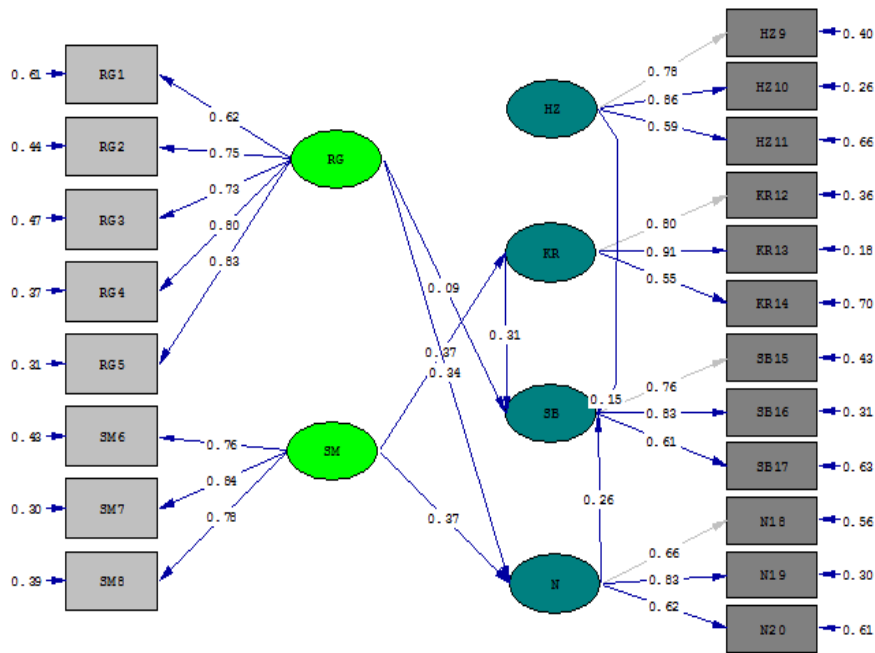 0.61
RG1
0.44
RG2
0.47
RG3
0.37
RG4
0.31
RG5
0.43
SM6
0.30
SM7
0.39
SM8
0.62
0.75
0.73
0.80
0.83
0.76
0.84
0.78
RG
SM
0.09
0.37
0.34
0.37
HZ
KR
0.31
SB
0.15
0.26
N
0.78
0.86
0.59
0.80
0.91
0.55
0.76
0.83
0.61
0.66
0.83
0.62
HZ9
0.40
HZ10
0.26
HZ11
0.66
KR12
0.36
KR13
0.18
KR14
0.70
SB15
0.43
SB16
0.31
SB17
0.63
N18
0.56
N19
0.30
N20
0.61